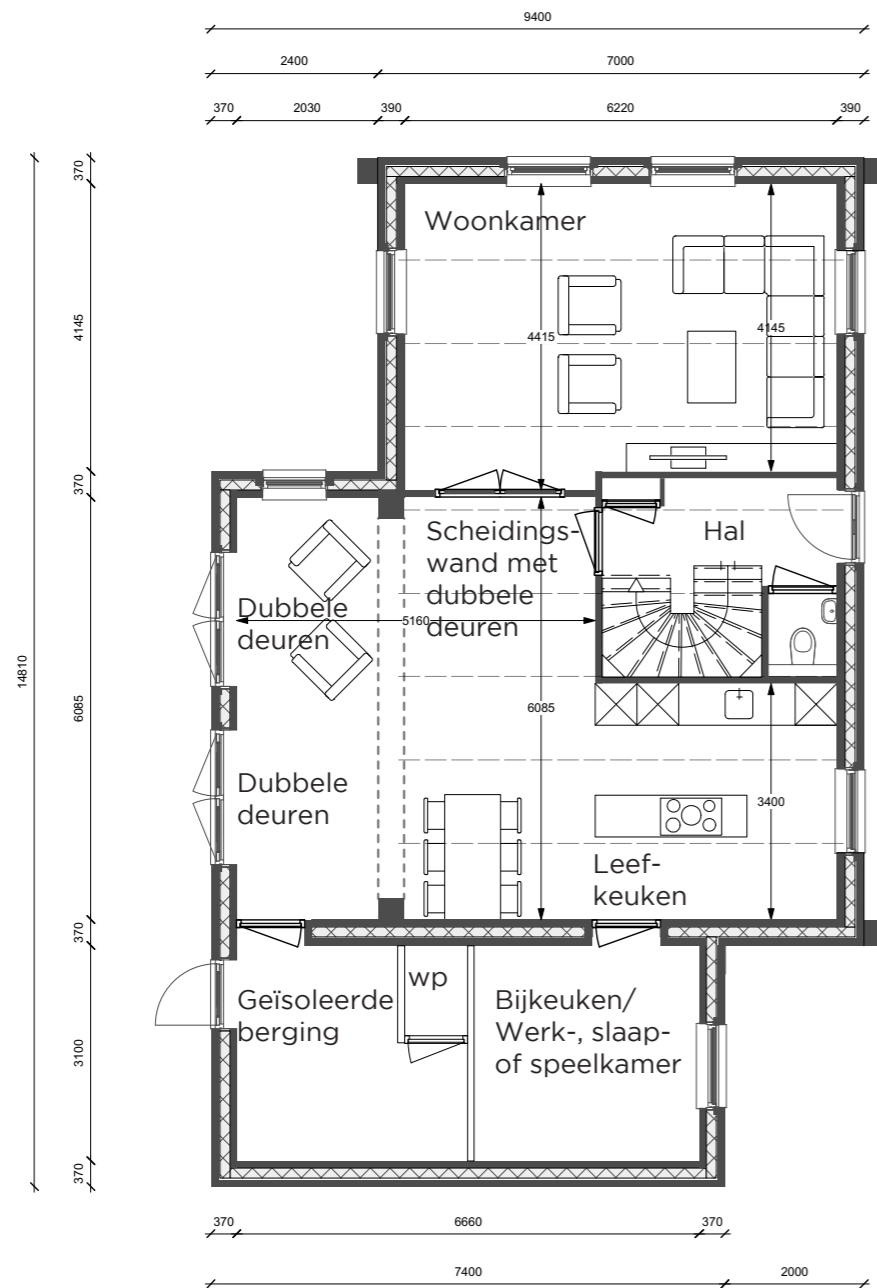 9400
2400 7000
370 2030 390 6220 390
370
Woonkamer
4145
4415
4145
370
Scheidings-
wand met
dubbele
deuren
Hal
Dubbele
deuren
5160
14810
6085
6085
Dubbele
deuren
3400
Leef-
keuken
370
wp
Geïsoleerde
berging
Bijkeuken/
Werk-, slaap-
of speelkamer
3100
370
370 6660 370
7400 2000